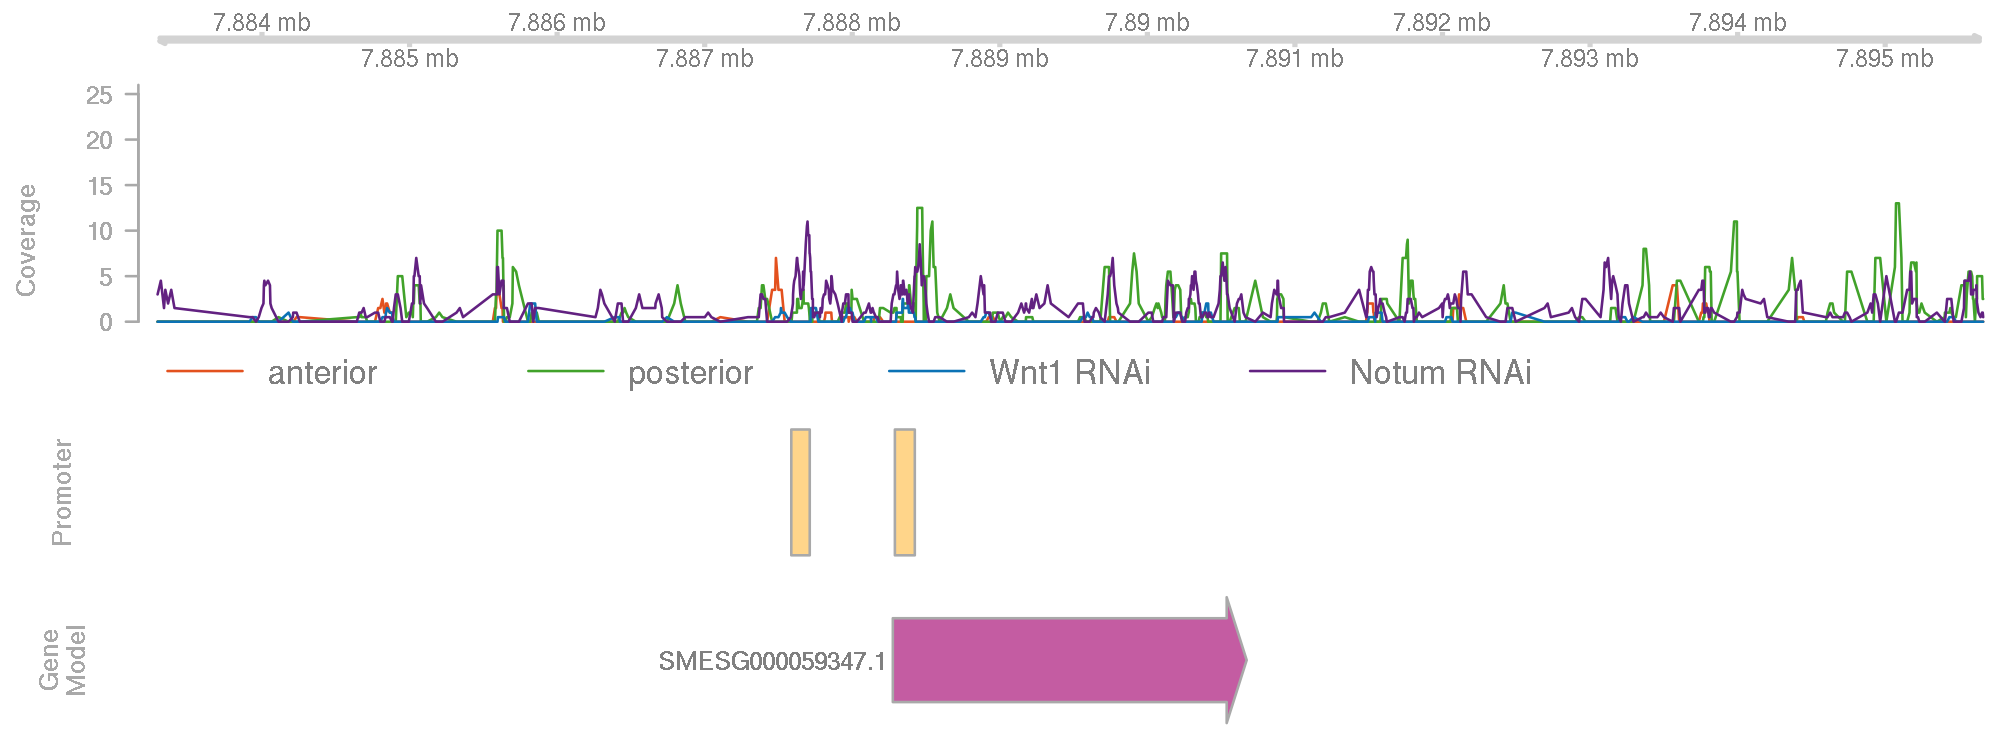 7.884 mb 7.886 mb 7.888 mb 7.89 mb 7.892 mb 7.894 mb
7.885 mb 7.887 mb 7.889 mb 7.891 mb 7.893 mb 7.895 mb
Coverage
25
20
15
10
5
0
anterior posterior Wnt1 RNAi Notum RNAi
Promoter
Gene
Model
SMESG000059347.1